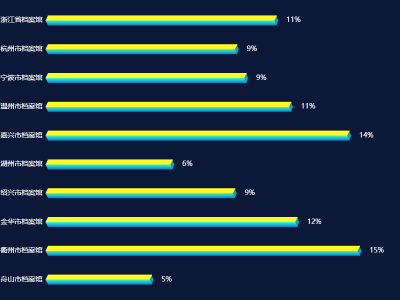 浙江省档案馆 11%
杭州市档案馆 9%
宁波市档案馆 9%
温州市档案馆 11%
嘉兴市档案馆 14%
湖州市档案馆 6%
绍兴市档案馆 9%
金华市档案馆 12%
衢州市档案馆 15%
舟山市档案馆 5%